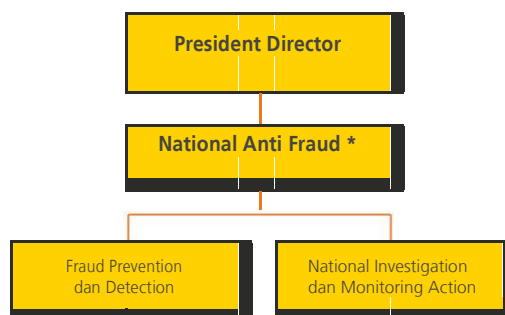 President Director
National Anti Fraud *
Fraud Prevention
dan Detection
National Investigation
dan Monitoring Action